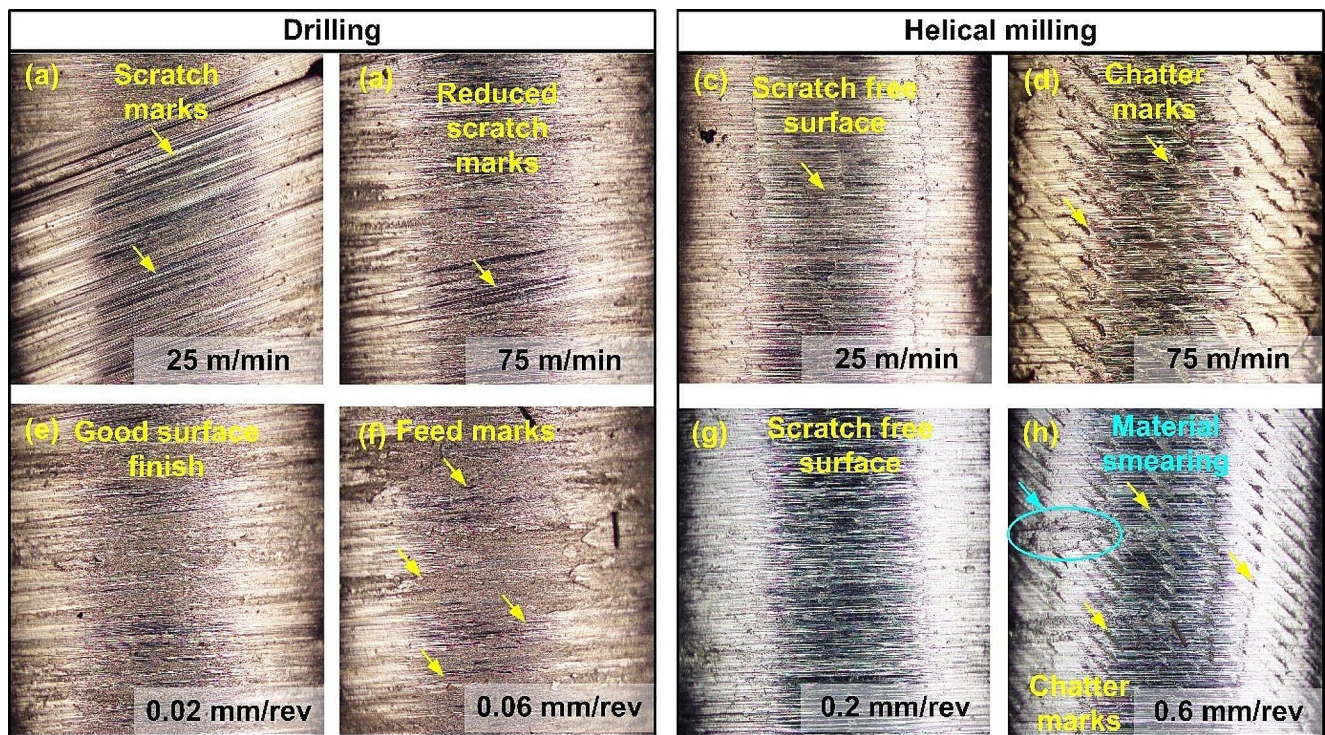 Drilling
Helical milling
(a)
Scratch
marks
25 m/min
(a)
Reduced
scratch
marks
75 m/min
(c)
Scratch free
surface
25 m/min
(d)
Chatter
marks
75 m/min
(e)
Good surface
finish
0.02 mm/rev
(f)
Feed marks
0.06 mm/rev
(g)
Scratch free
surface
0.2 mm/rev
(h)
Material
smearing
Chatter
marks
0.6 mm/rev